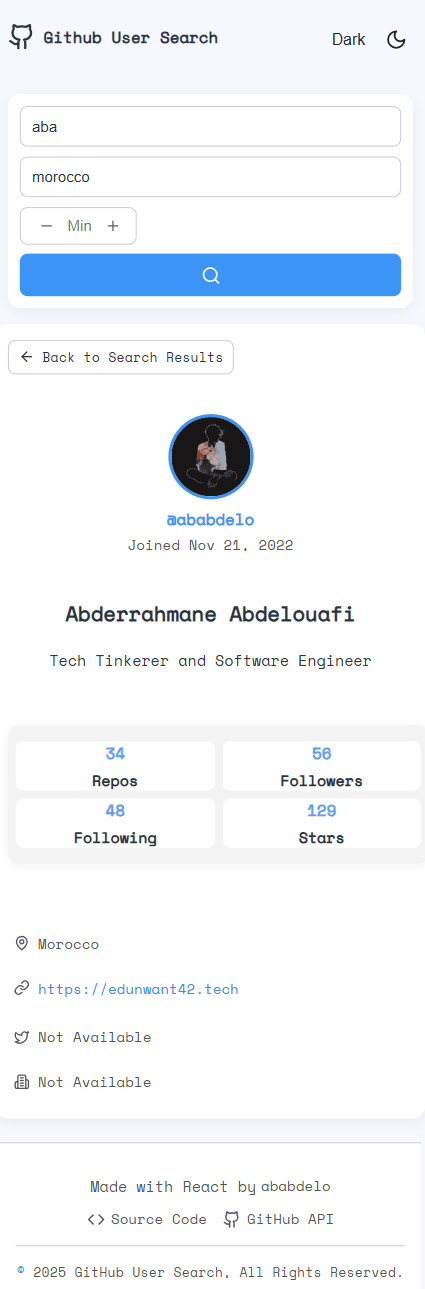 Github User Search
Dark
aba
morocco
Min
Back to Search Results
@ababdelo
Joined Nov 21, 2022
Abderrahmane Abdelouafi
Tech Tinkerer and Software Engineer
34
Repos
56
Followers
48
Following
129
Stars
Morocco
https://edunwant42.tech
Not Available
Not Available
Made with React by ababdelo
Source Code GitHub API
© 2025 GitHub User Search, All Rights Reserved.